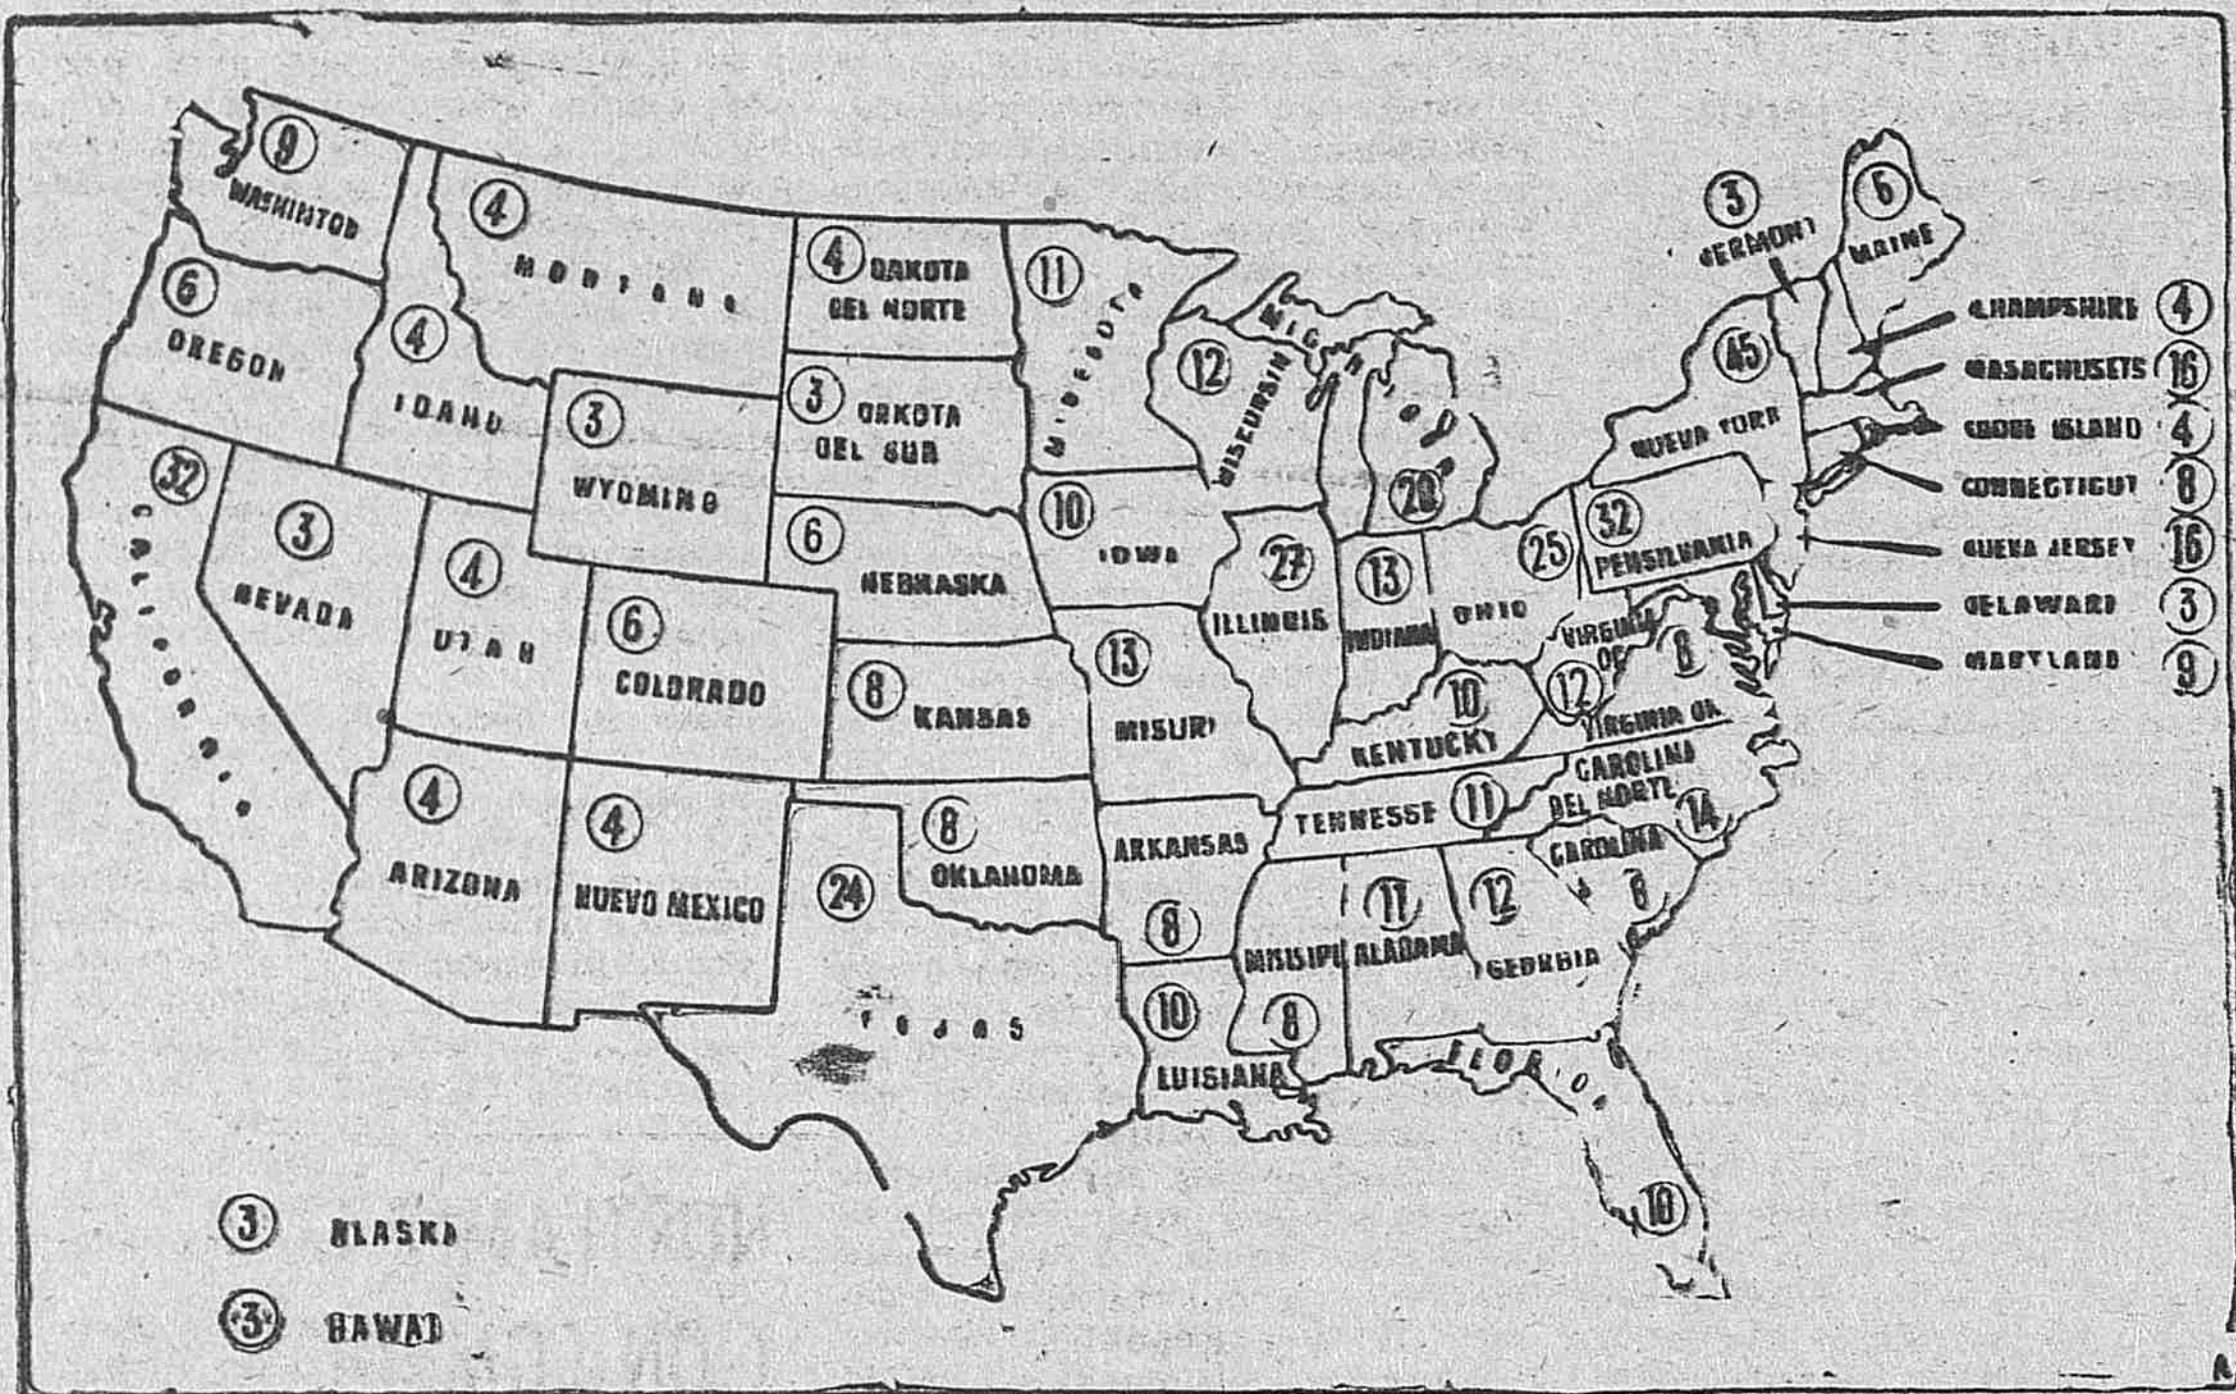 9
WASHINTON
4
MONTANA
4 DAKOTA
DEL NORTE
11
MINESOTA
3
VERMONT
6
MAINE
6
OREGON
4
IDAHO
3
WYOMING
3 DAKOTA
DEL SUR
12
WISCURSIN
MICHIGAN
20
45
NUEVA YORK
HAMPSHIRE 4
MASACHUSETS 16
ISLAND 4
CONNECTICUT 8
NUEVA JERSEY 16
DELAWARE 3
MARYLAND 9
32
CALIFORNIA
3
NEVADA
4
UTAH
6
COLORADO
6
NEBRASKA
10
IOWA
27
ILLINOIS
13
INDIANA
25
OHIO
32
PENSILVANIA
VIRGINIA
OC
12
8
VIRGINIA
8 KANSAS
13
MISURI
10
KENTUCKY
CAROLINA
DEL NORTE
14
TENNESSE 11
4
ARIZONA
4
NUEVO MEXICO
24
TEJAS
8
OKLAHOMA
ARKANSAS
8
CAROLINA
8
MISISIPI
8
11
ALABAMA
12
GEORGIA
10
LUISIANA
FLORIDA
10
3 ALASKA
3 HAWAI